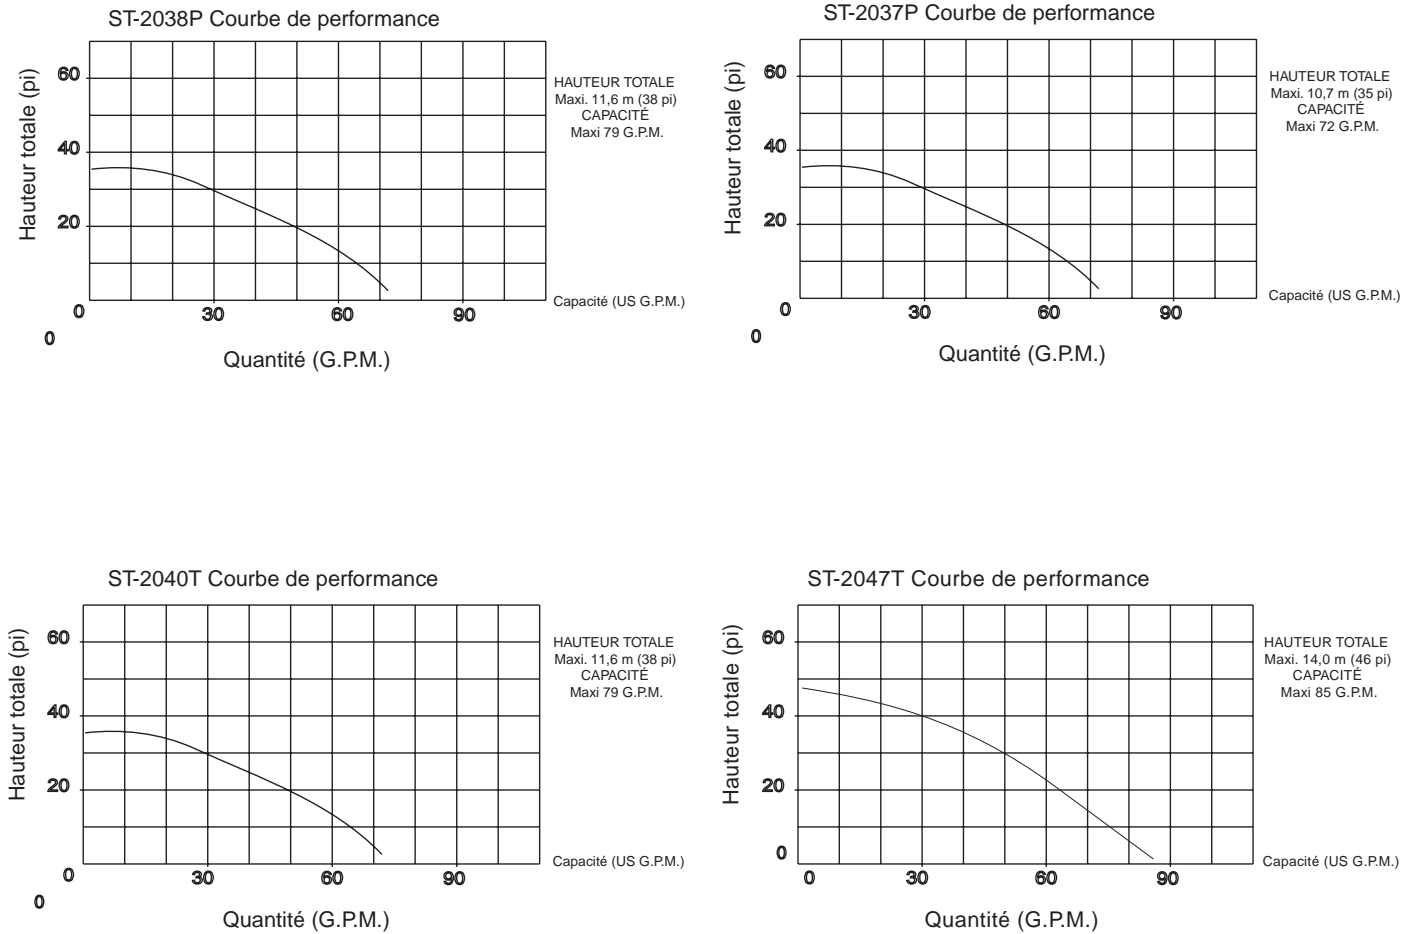 ST-2038P Courbe de performance
Hauteur totale (pi)
60
40
20
0
0
30
60
90
HAUTEUR TOTALE
Maxi. 11,6 m (38 pi)
CAPACITÉ
Maxi 79 G.P.M.
Capacité (US G.P.M.)
Quantité (G.P.M.)
ST-2037P Courbe de performance
Hauteur totale (pi)
60
40
20
0
0
30
60
90
HAUTEUR TOTALE
Maxi. 10,7 m (35 pi)
CAPACITÉ
Maxi 72 G.P.M.
Capacité (US G.P.M.)
Quantité (G.P.M.)
ST-2040T Courbe de performance
Hauteur totale (pi)
60
40
20
0
0
30
60
90
HAUTEUR TOTALE
Maxi. 11,6 m (38 pi)
CAPACITÉ
Maxi 79 G.P.M.
Capacité (US G.P.M.)
Quantité (G.P.M.)
ST-2047T Courbe de performance
Hauteur totale (pi)
60
40
20
0
0
30
60
90
HAUTEUR TOTALE
Maxi. 14,0 m (46 pi)
CAPACITÉ
Maxi 85 G.P.M.
Capacité (US G.P.M.)
Quantité (G.P.M.)